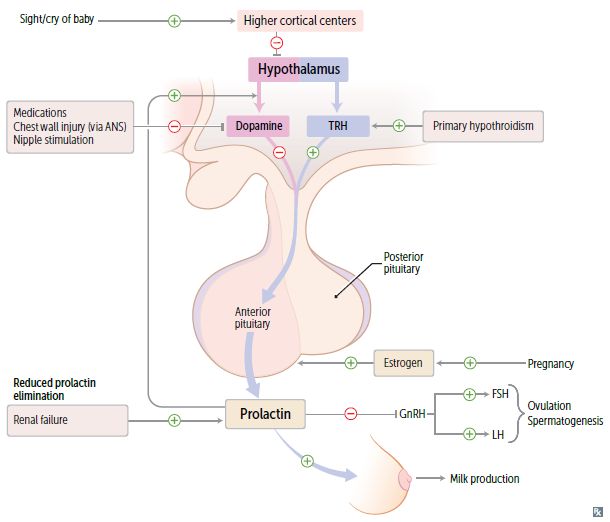 Sight/cry of baby
Higher cortical centers
Hypothalamus
Medications
Chest wall injury (via ANS)
Nipple stimulation
Dopamine
TRH
Primary hypothroidism
Posterior
pituitary
Anterior
pituitary
Estrogen
Pregnancy
Reduced prolactin
elimination
Renal failure
Prolactin
GnRH
FSH
LH
Ovulation
Spermatogenesis
Milk production